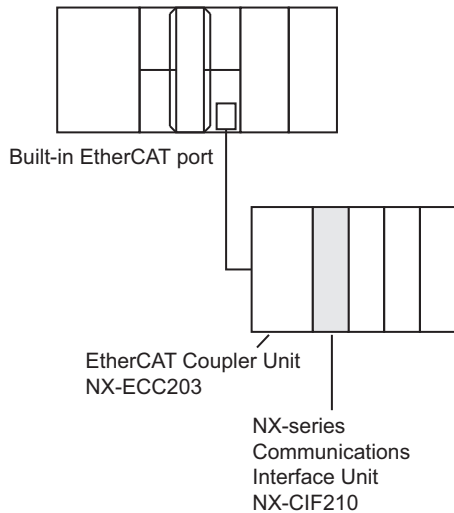 Built-in EtherCAT port
EtherCAT Coupler Unit
NX-ECC203
NX-series
Communications
Interface Unit
NX-CIF210